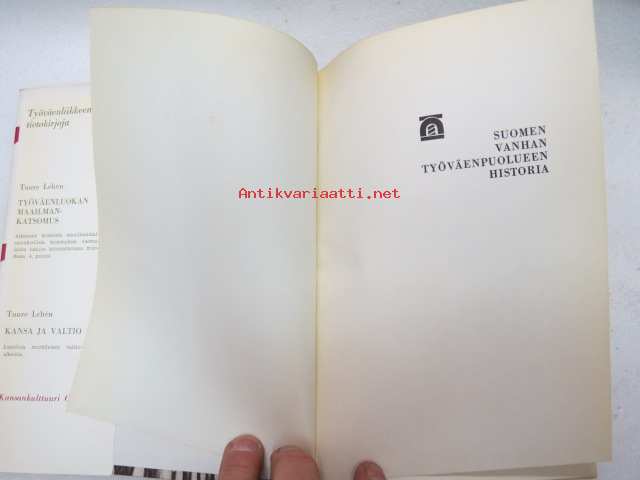 Työväenliikkeen
tietokirjoja
Tuure Lehén
TYÖVÄENLUOKAN
MAAILMAN-
KATSOMUS
Tuure Lehén
KANSA JA VALTIO
Kansankulttuuri
SUOMEN
VANHAN
TYÖVÄENPUOLUEEN
HISTORIA
Antikvariaatti.net